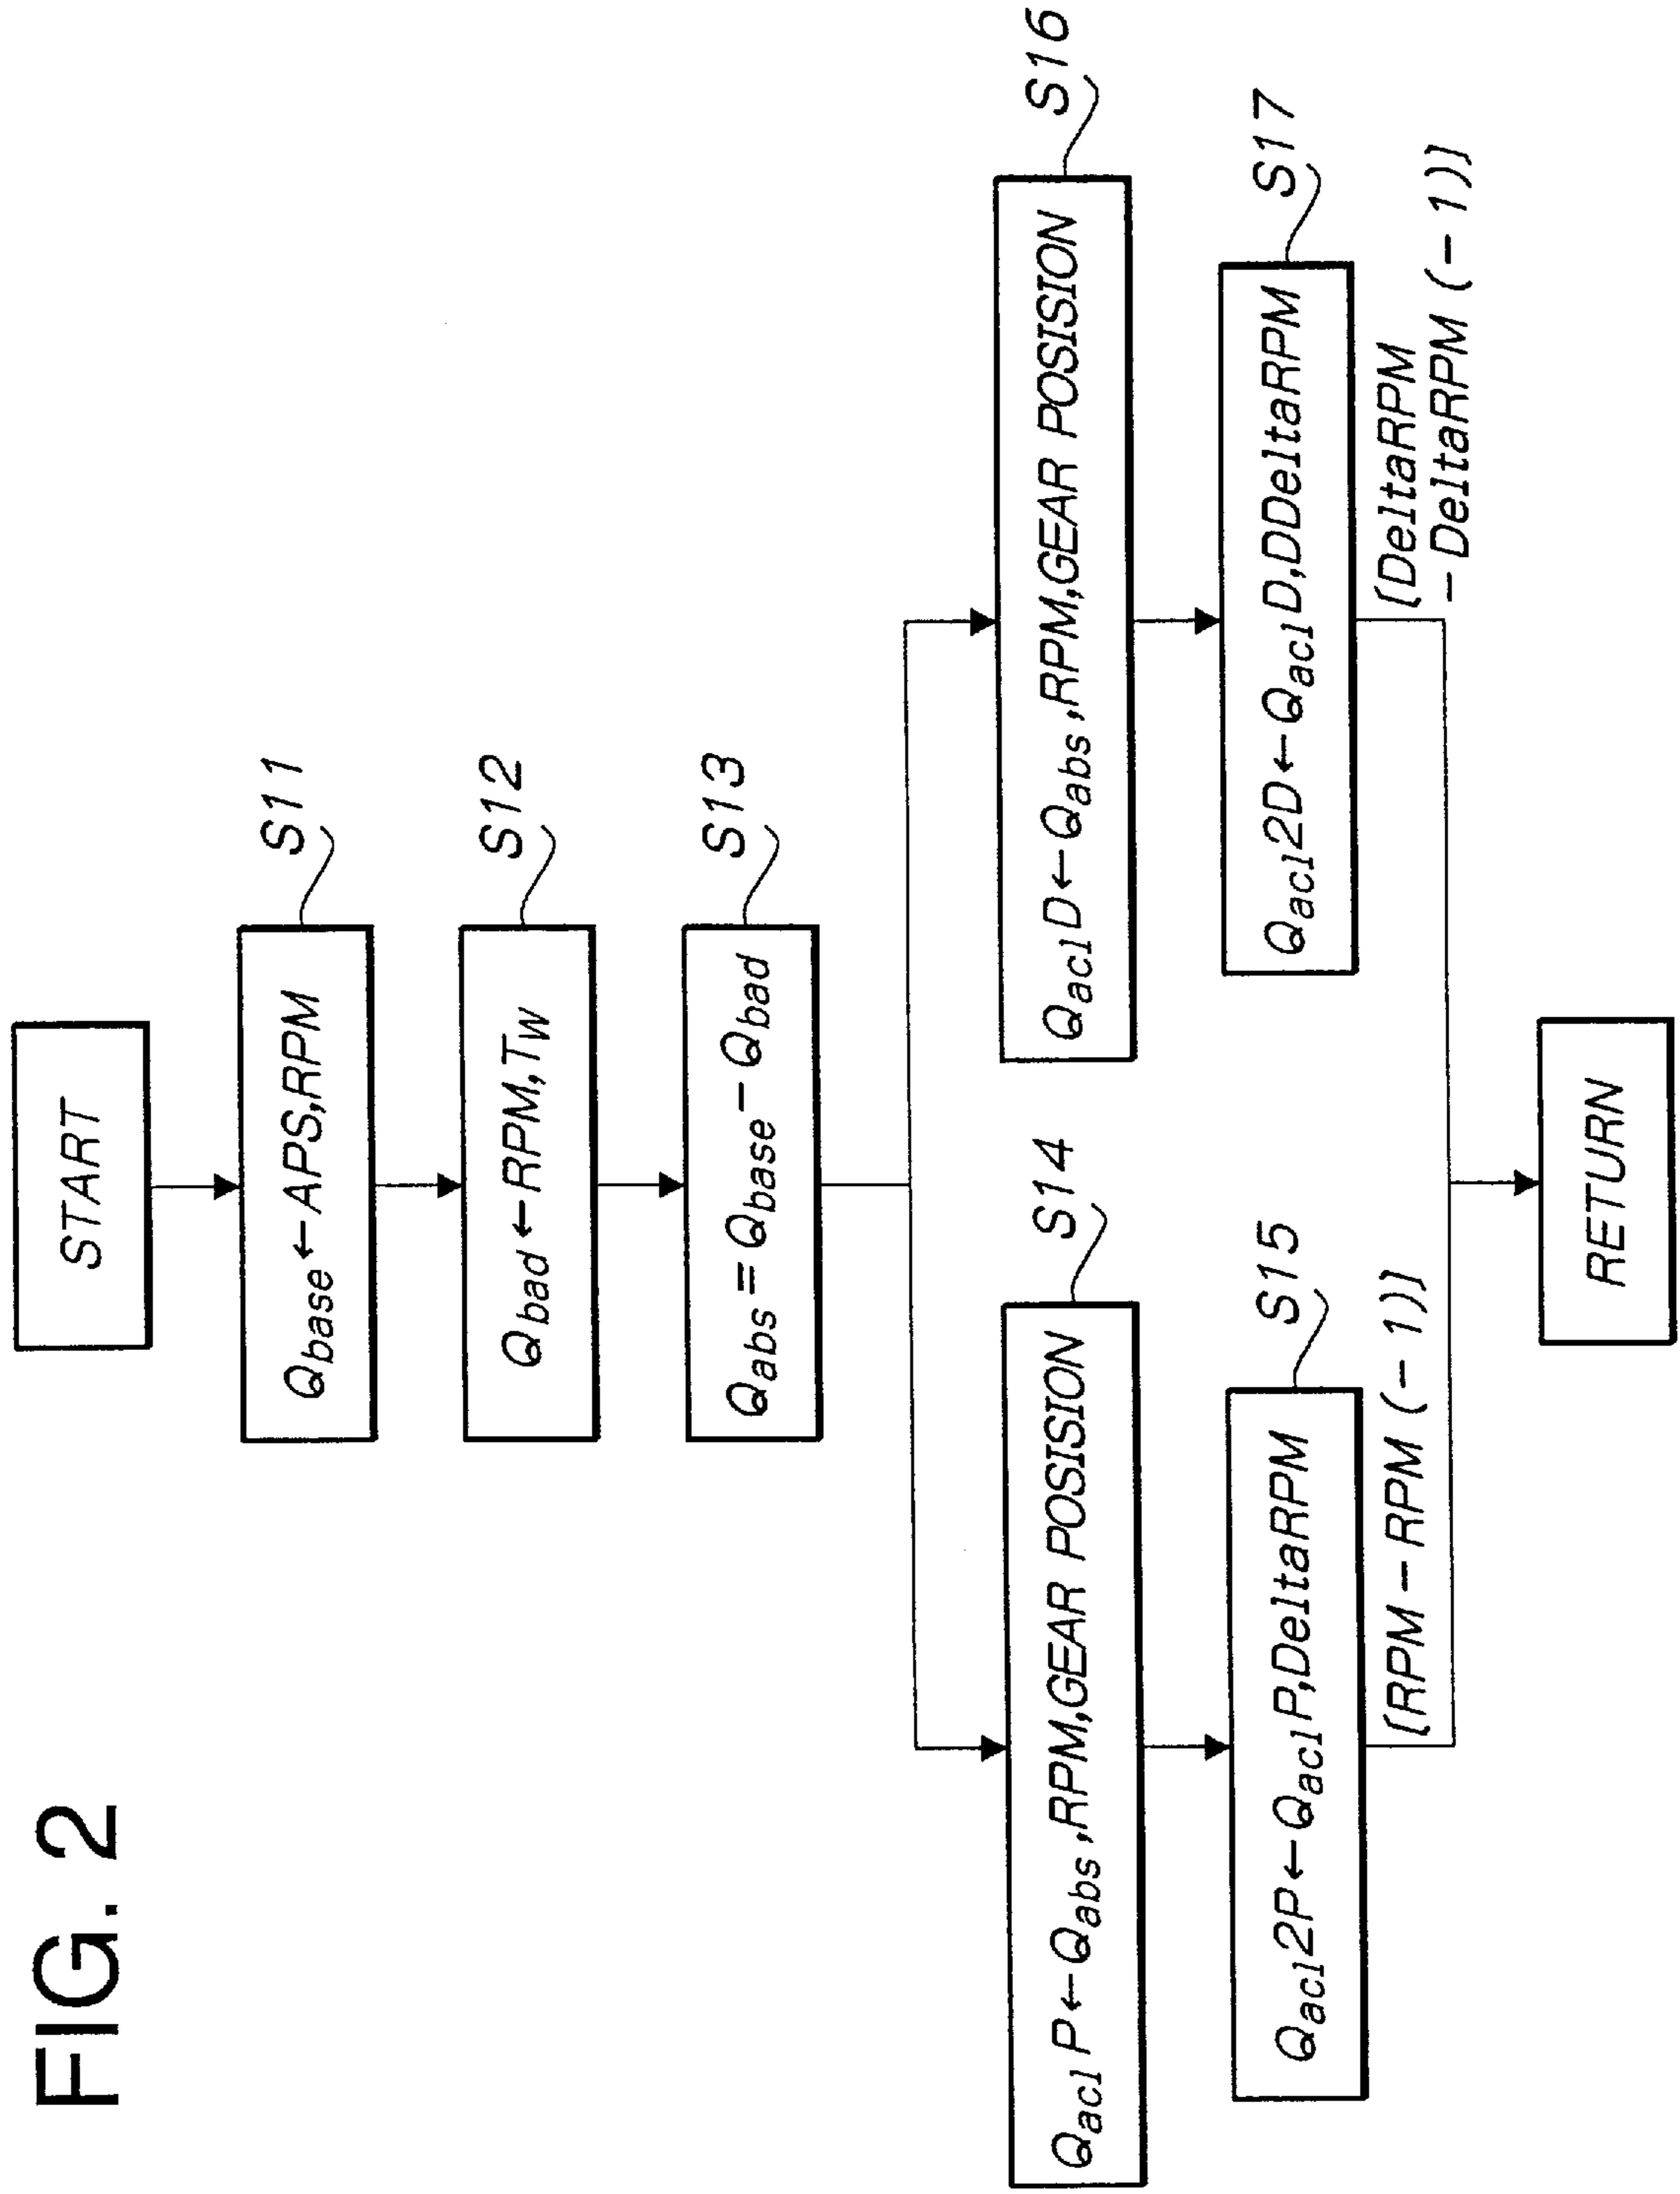 FIG. 2
START
Qbase←APS,RPM
S11
Qbad←RPM,TW
S12
Qabs=Qbase−Qbad
S13
QaclP←Qabs,RPM,GEAR POSISION
S14
Qacl2P←QaclP,DeltaRPM
S15
[RPM−RPM(−1)]
QaclD←Qabs,RPM,GEAR POSISION
S16
Qacl2D←QaclD,DDeltaRPM
S17
[DeltaRPM
−DeltaRPM(−1)]
RETURN